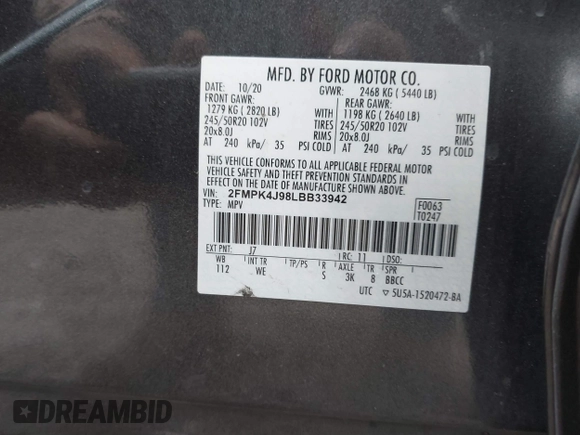 MFD. BY FORD MOTOR CO.
DATE: 10/20 GVWR: 2468 KG ( 5440 LB)
FRONT GAWR: REAR GAWR:
1279 KG ( 2820 LB) WITH 1198 KG ( 2640 LB) WITH
245/50R20 102V TIRES 245/50R20 102V TIRES
20x8.0J RIMS 20x8.0J RIMS
AT 240 kPa/ 35 PSI COLD AT 240 kPa/ 35 PSI COLD
THIS VEHICLE CONFORMS TO ALL APPLICABLE FEDERAL MOTOR
VEHICLE SAFETY AND THEFT PREVENTION STANDARDS IN EFFECT ON
THE DATE OF MANUFACTURE SHOWN ABOVE.
VIN: 2FMPK4J98LBB33942 F0063
TYPE: MPV T0247
EXT PNT: J7 RC: 11
WB INT TR TP/PS R AXLE TR SPR
112 WE S 3K 8 BBCC
UTC ▽ 5U5A-1520472-BA
DREAMBID